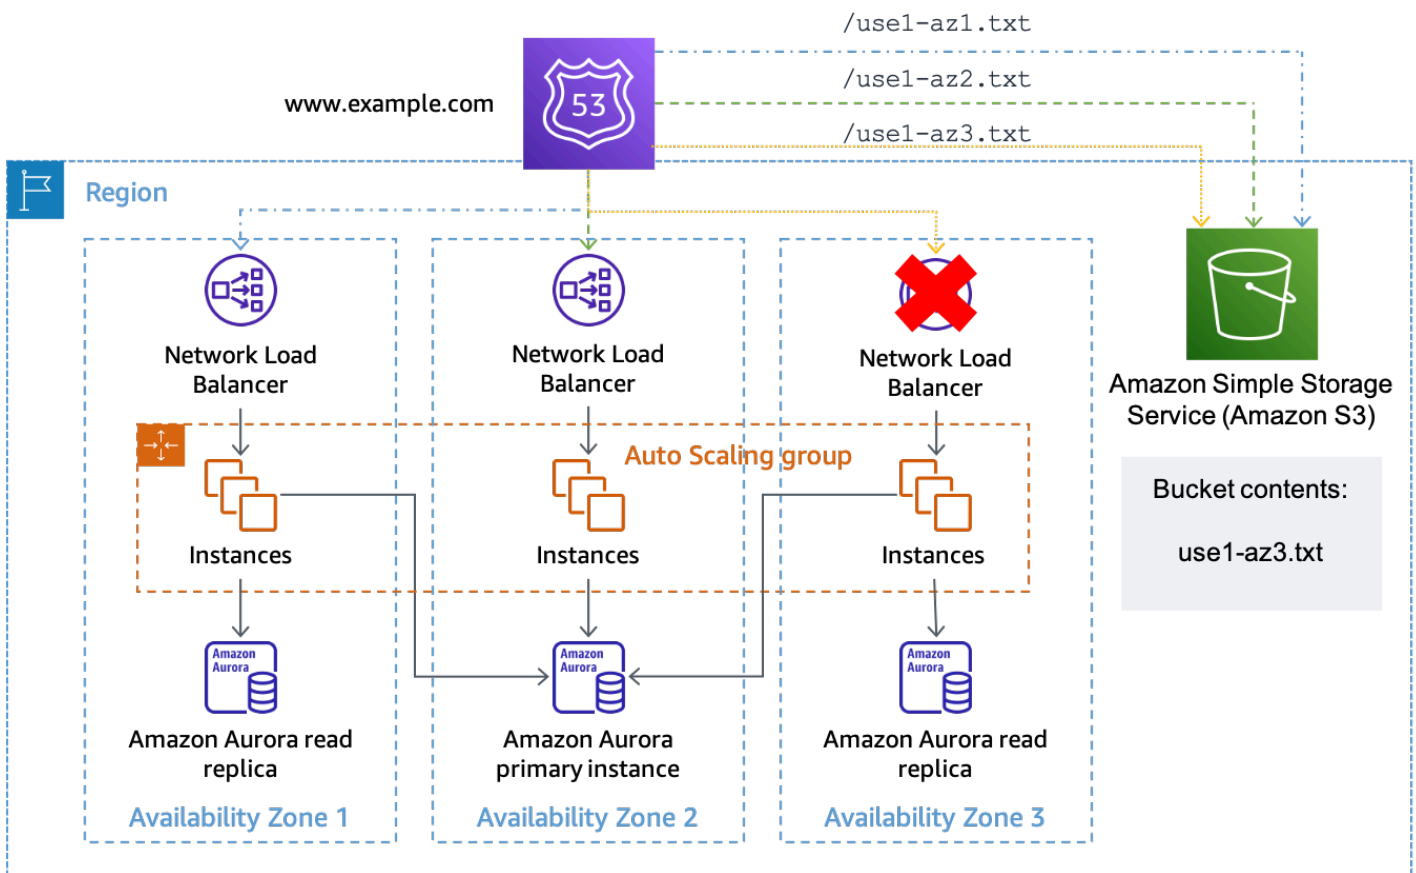 /use1-az1.txt
www.example.com
53
/use1-az2.txt
/use1-az3.txt
Region
Network Load
Balancer
Network Load
Balancer
Network Load
Balancer
Amazon Simple Storage
Service (Amazon S3)
Auto Scaling group
Bucket contents:
use1-az3.txt
Instances
Instances
Instances
Amazon
Aurora
Amazon
Aurora
Amazon
Aurora
Amazon Aurora read
replica
Amazon Aurora
primary instance
Amazon Aurora read
replica
Availability Zone 1
Availability Zone 2
Availability Zone 3